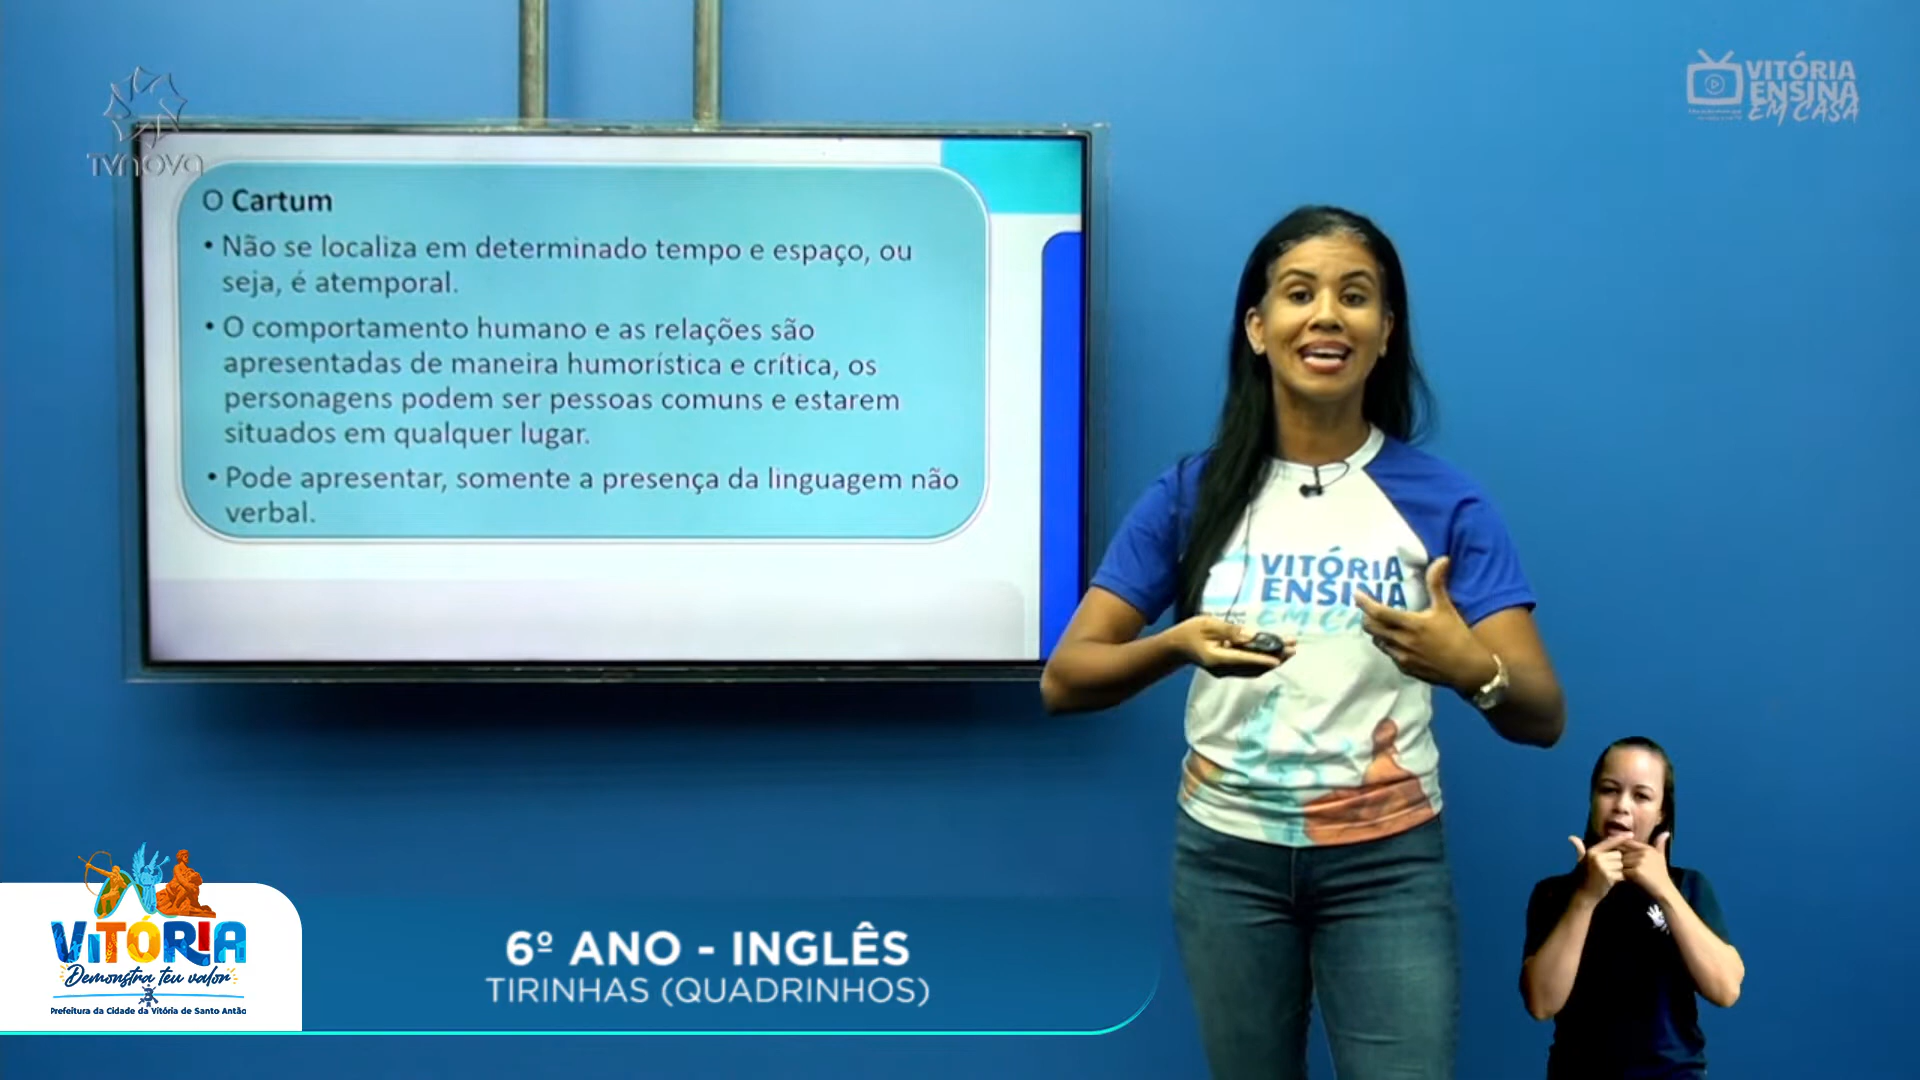 TVNOVA
VITÓRIA
ENSINA
EM CASA
O Cartum
• Não se localiza em determinado tempo e espaço, ou
seja, é atemporal.
• O comportamento humano e as relações são
apresentadas de maneira humorística e crítica, os
personagens podem ser pessoas comuns e estarem
situados em qualquer lugar.
• Pode apresentar, somente a presença da linguagem não
verbal.
VITÓRIA
ENSINA
EM CA
VITÓRIA
Demonstra teu valor
Prefeitura da Cidade da Vitória de Santo Antão
6º ANO - INGLÊS
TIRINHAS (QUADRINHOS)